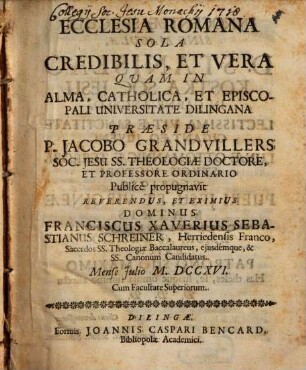 Collegij Soc. Jesu Monachij 1718
ECCLESIA ROMANA
SOLA
CREDIBILIS, ET VERA
QUAM IN
ALMA, CATHOLICA, ET EPISCO-
PALI UNIVERSITATE DILINGANA
PRÆSIDE
P. JACOBO GRANDVILLERS
SOC. JESU SS. THEOLOGIÆ DOCTORE,
ET PROFESSORE ORDINARIO
Publicè propugnavit
REVERENDUS, ET EXIMIUS
DOMINUS
FRANCISCUS XAVERIUS SEBA-
STIANUS SCHREINER, Herriedensis Franco,
Sacerdos SS. Theologiæ Baccalaureus, ejusdemque, &
SS. Canonum Candidatus.
Mense Julio M. DCCXVI.
Cum Facultate Superiorum.
DILINGÆ,
Formis JOANNIS CASPARI BENCARD,
Bibliopolæ Academici.